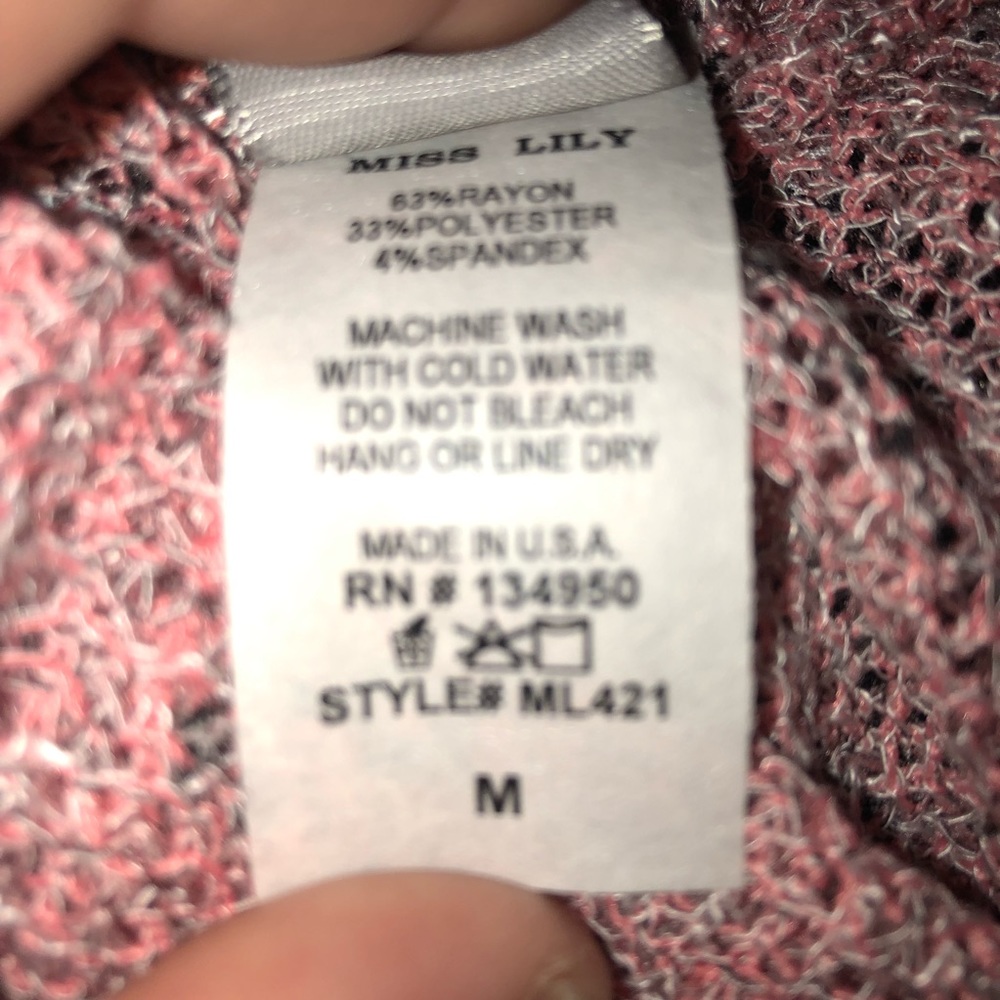 MISS LILY
63%RAYON
33%POLYESTER
4%SPANDEX
MACHINE WASH
WITH COLD WATER
DO NOT BLEACH
HANG OR LINE DRY
MADE IN U.S.A.
RN # 134950
STYLE# ML421
M